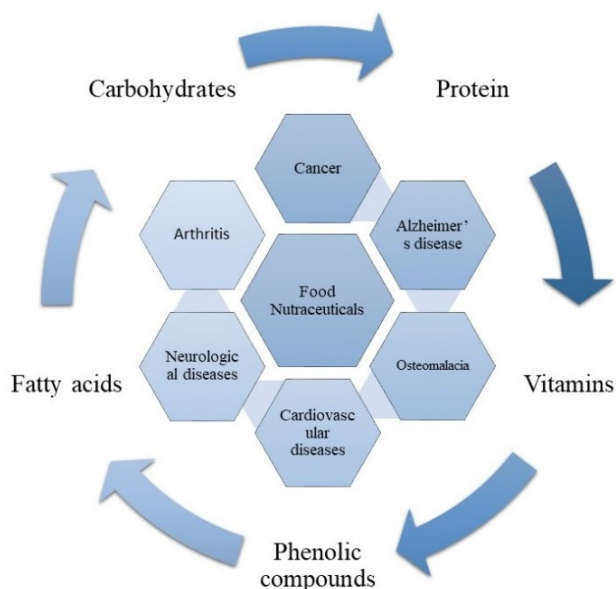 Carbohydrates
Protein
Cancer
Arthritis
Alzheimer’
s disease
Food
Nutraceuticals
Neurologic
al diseases
Osteomalacia
Fatty acids
Vitamins
Cardiovasc
ular
diseases
Phenolic
compounds